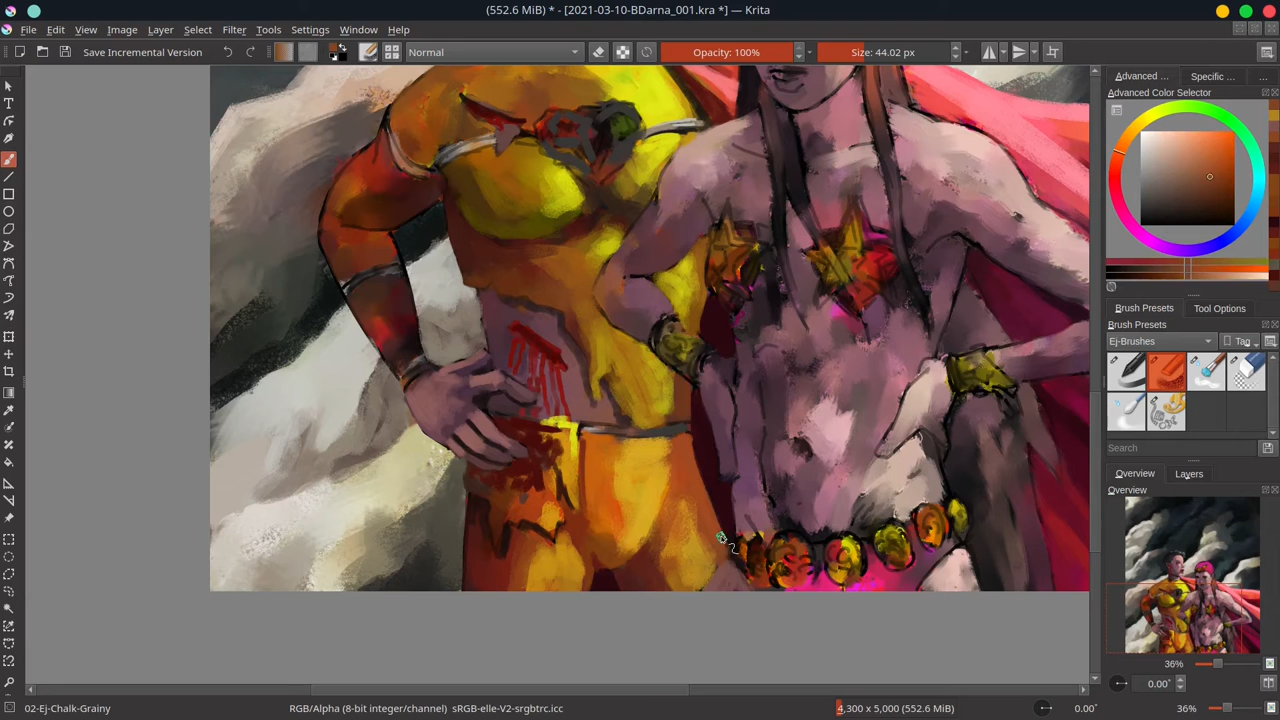 (552.6 MiB) * - [2021-03-10-BDarna_001.kra *] — Krita
File Edit View Image Layer Select Filter Tools Settings Window Help
Save Incremental Version Normal Opacity: 100% Size: 44.02 px
Advanced ... Specific ... ...
Advanced Color Selector
Brush Presets Tool Options
Brush Presets
Ej-Brushes Tag
Search
Overview Layers
Overview
36%
0.00°
02-Ej-Chalk-Grainy RGB/Alpha (8-bit integer/channel) sRGB-elle-V2-srgbtrc.icc 4,300 x 5,000 (552.6 MiB) 0.00° 36%